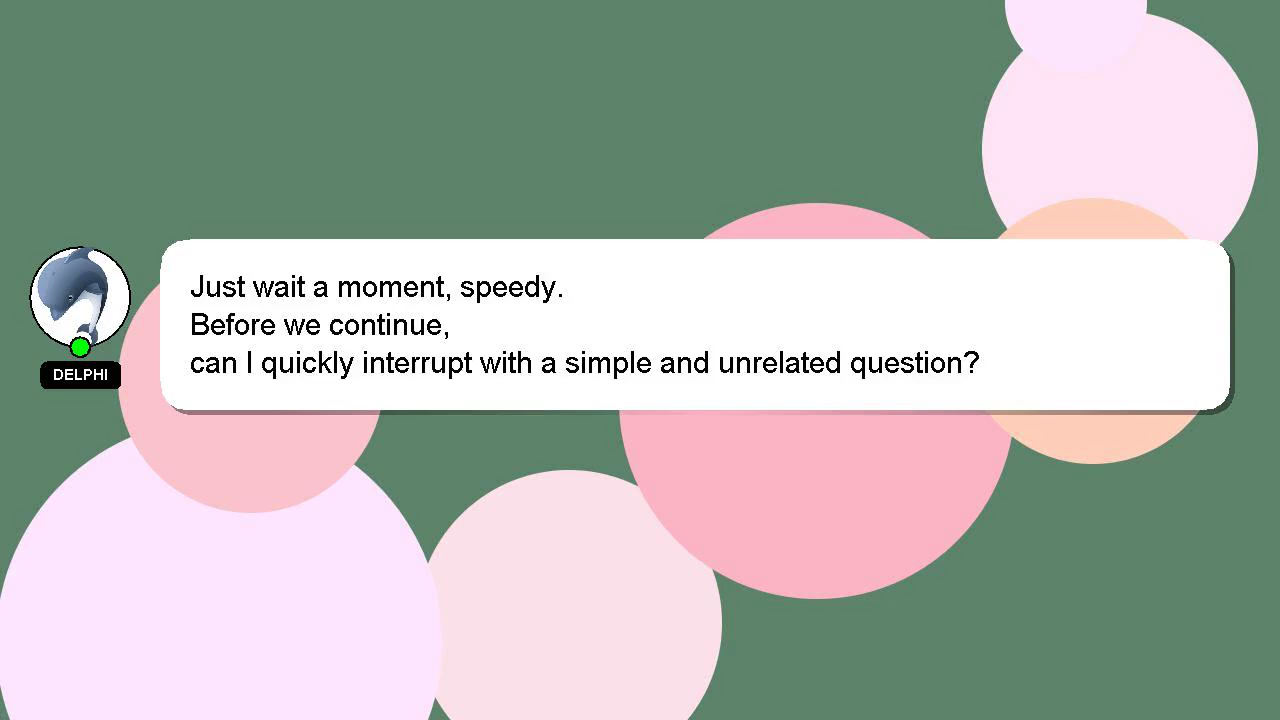 Just wait a moment, speedy.
Before we continue,
can I quickly interrupt with a simple and unrelated question?
DELPHI